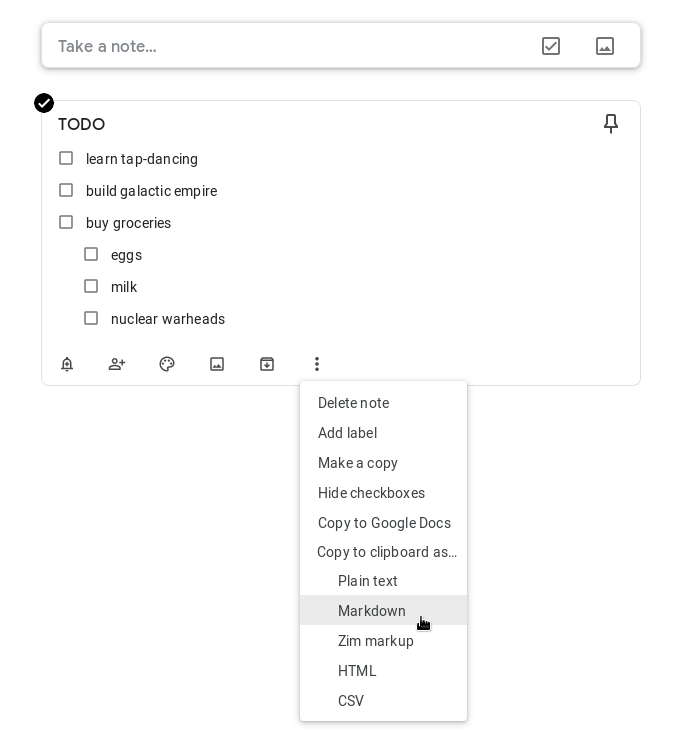 Take a note…
TODO
learn tap-dancing
build galactic empire
buy groceries
eggs
milk
nuclear warheads
Delete note
Add label
Make a copy
Hide checkboxes
Copy to Google Docs
Copy to clipboard as…
Plain text
Markdown
Zim markup
HTML
CSV